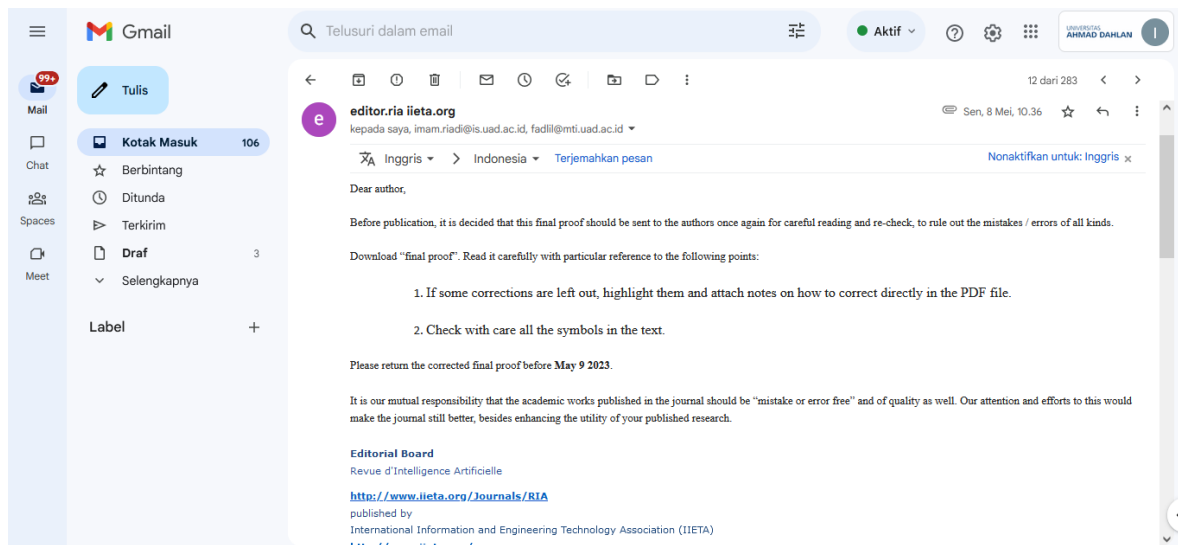 Gmail
Telusuri dalam email
Aktif
UNIVERSITAS
AHMAD DAHLAN
I
99+
Mail
Chat
Spaces
Meet
Tulis
Kotak Masuk 106
Berbintang
Ditunda
Terkirim
Draf 3
Selengkapnya
Label +
12 dari 283
e
editor.ria iieta.org
Sen, 8 Mei, 10.36
kepada saya, imam.riadi@is.uad.ac.id, fadlil@mti.uad.ac.id
Inggris > Indonesia Terjemahkan pesan Nonaktifkan untuk: Inggris x
Dear author,
Before publication, it is decided that this final proof should be sent to the authors once again for careful reading and re-check, to rule out the mistakes / errors of all kinds.
Download “final proof”. Read it carefully with particular reference to the following points:
1. If some corrections are left out, highlight them and attach notes on how to correct directly in the PDF file.
2. Check with care all the symbols in the text.
Please return the corrected final proof before May 9 2023.
It is our mutual responsibility that the academic works published in the journal should be “mistake or error free” and of quality as well. Our attention and efforts to this would
make the journal still better, besides enhancing the utility of your published research.
Editorial Board
Revue d'Intelligence Artificielle
http://www.iieta.org/Journals/RIA
published by
International Information and Engineering Technology Association (IIETA)